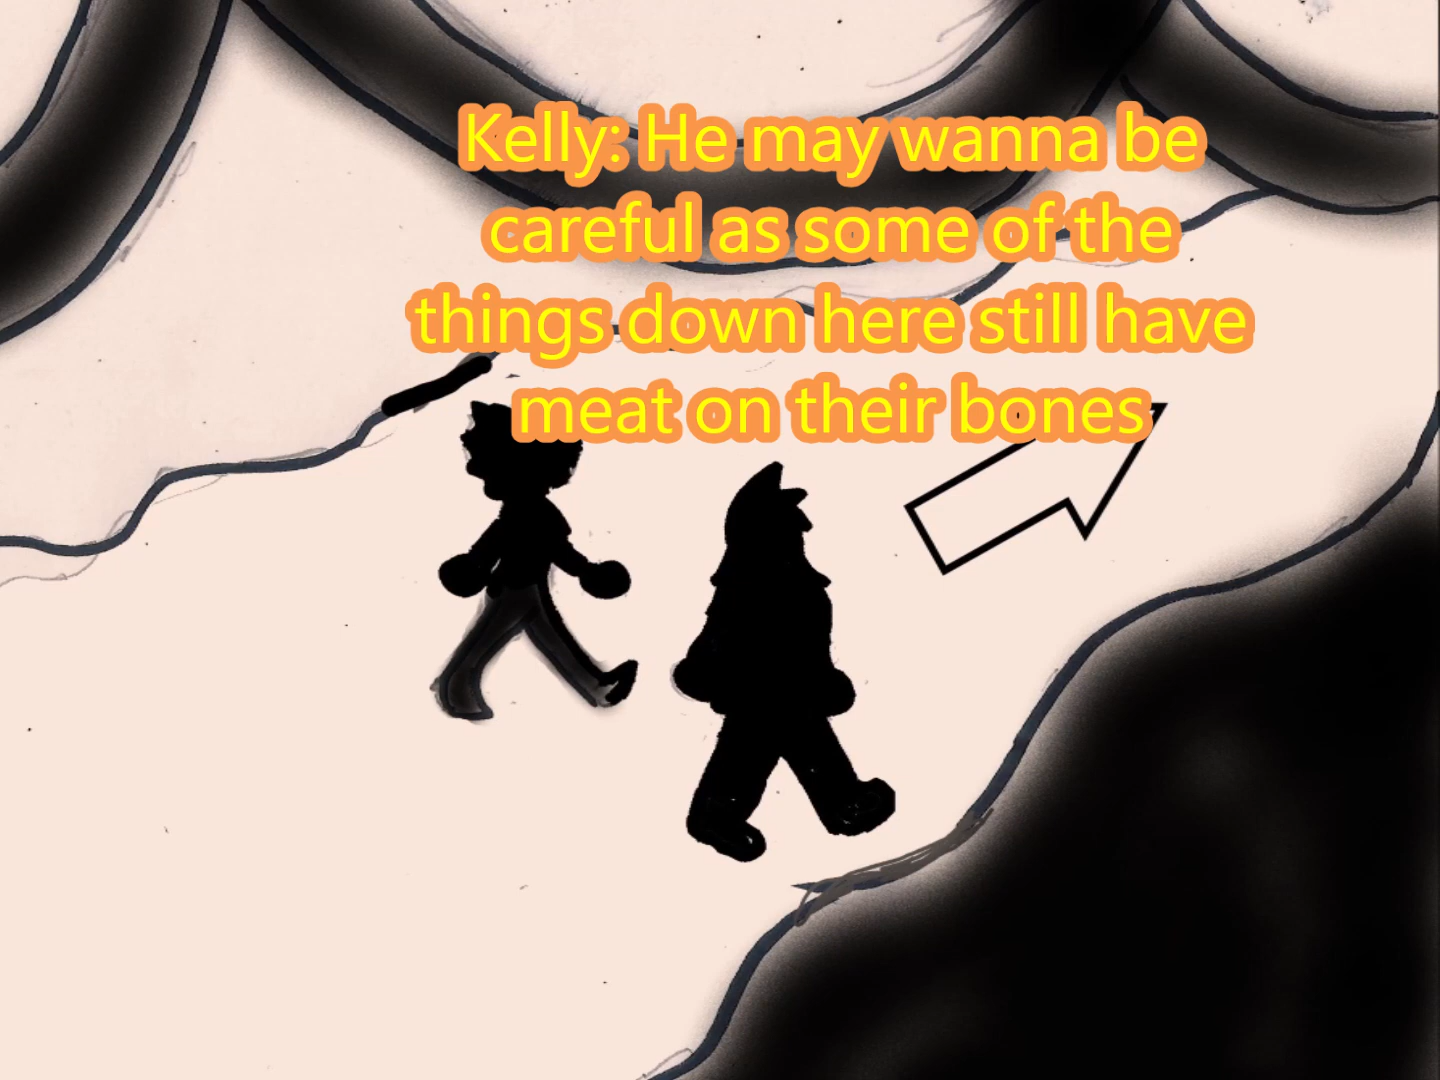 Kelly: He may wanna be
careful as some of the
things down here still have
meat on their bones